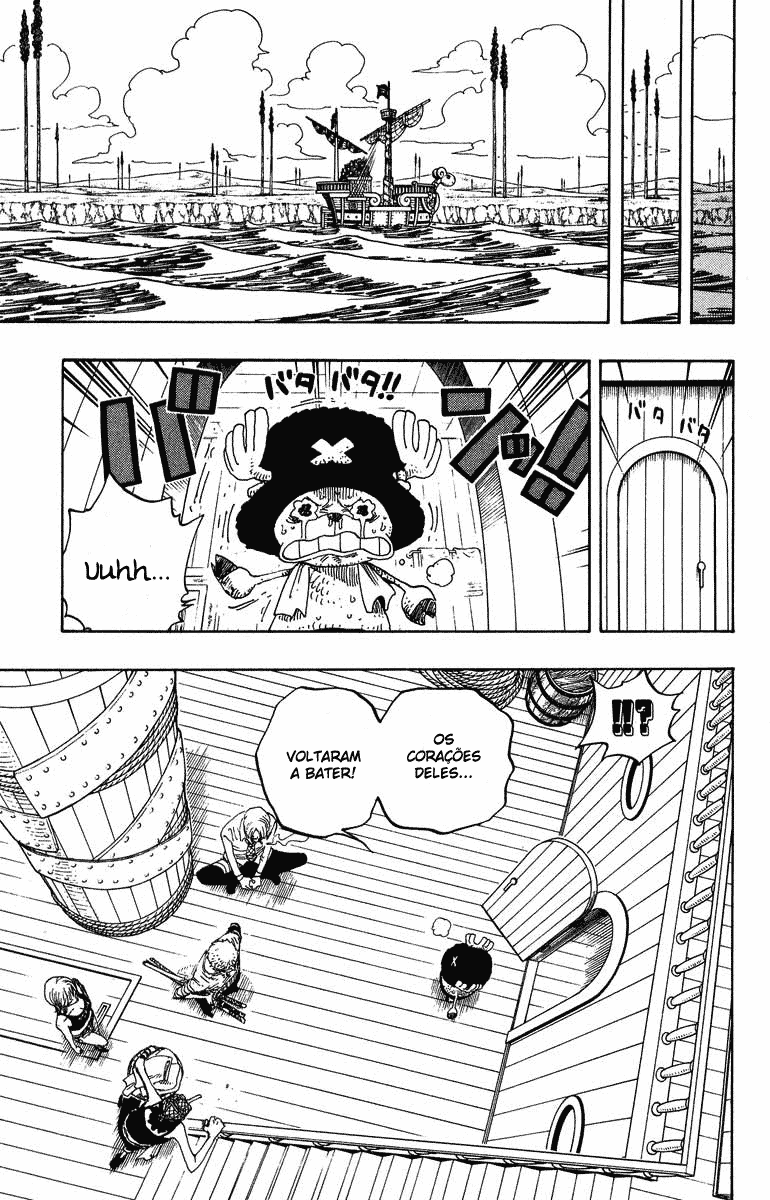 バタ バタ
バタ バタ!!
Uuhh...
!!?
OS
CORAÇÕES
DELES...
VOLTARAM
A BATER!